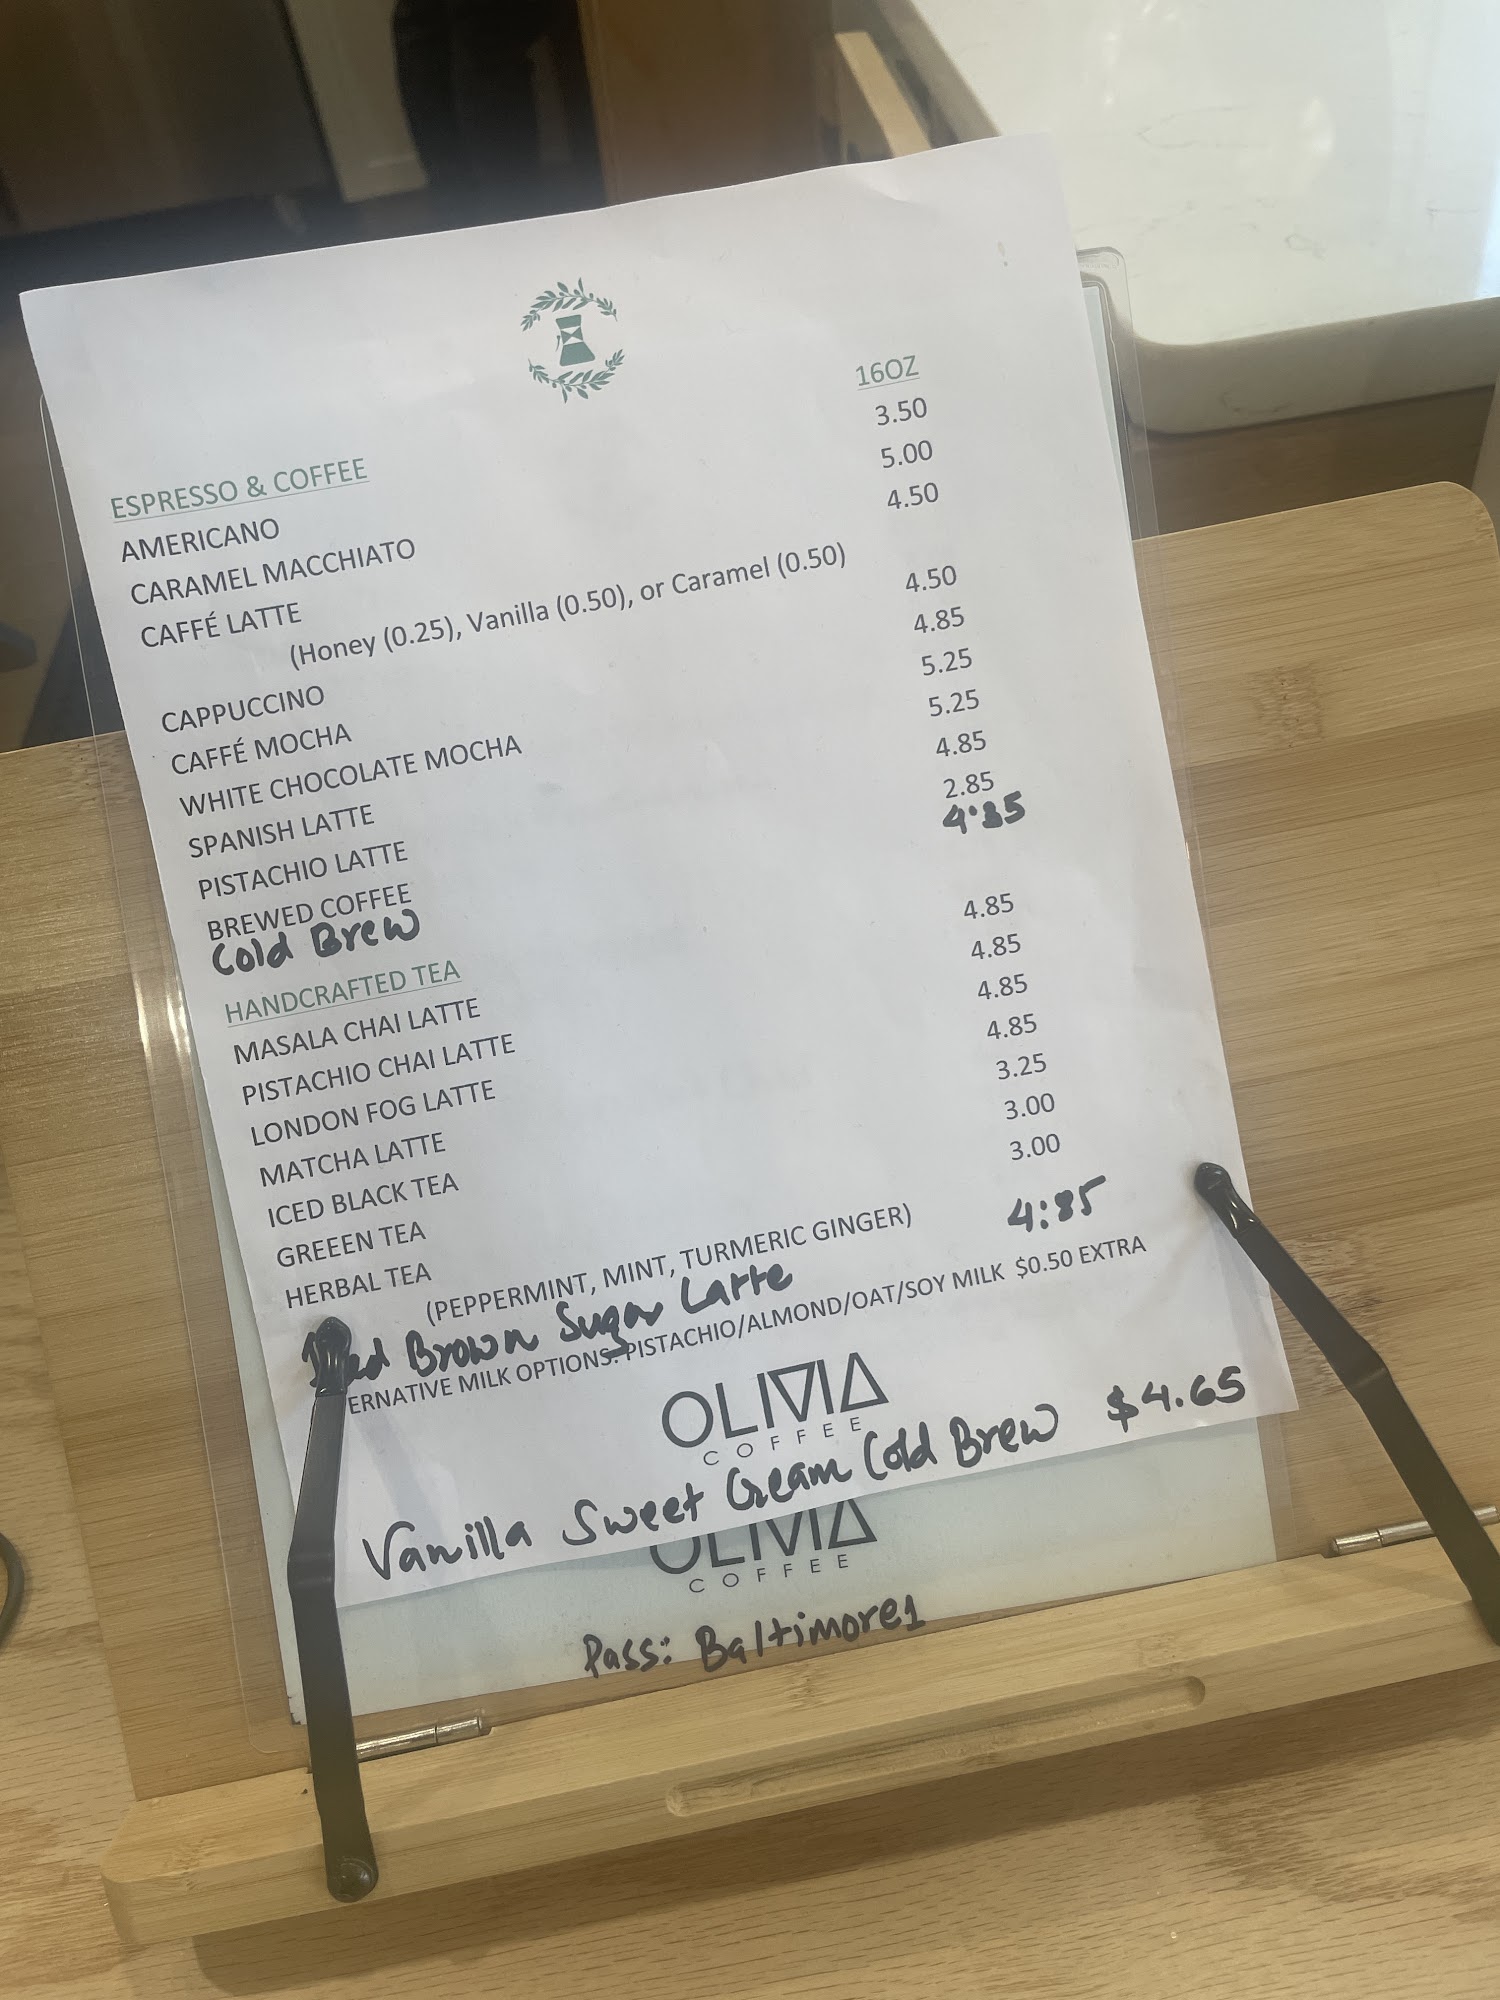 16OZ
ESPRESSO & COFFEE
AMERICANO 3.50
CARAMEL MACCHIATO 5.00
CAFFÉ LATTE 4.50
(Honey (0.25), Vanilla (0.50), or Caramel (0.50)
CAPPUCCINO 4.50
CAFFÉ MOCHA 4.85
WHITE CHOCOLATE MOCHA 5.25
SPANISH LATTE 5.25
PISTACHIO LATTE 4.85
BREWED COFFEE 2.85
Cold Brew
HANDCRAFTED TEA
MASALA CHAI LATTE 4.85
PISTACHIO CHAI LATTE 4.85
LONDON FOG LATTE 4.85
MATCHA LATTE 4.85
ICED BLACK TEA 3.25
GREEEN TEA 3.00
HERBAL TEA 3.00
(PEPPERMINT, MINT, TURMERIC GINGER)
Brown Sugar Latte 4:85
ERNATIVE MILK OPTIONS: PISTACHIO/ALMOND/OAT/SOY MILK $0.50 EXTRA
OLIVIA
COFFEE
Vanilla Sweet Cream Cold Brew $4.65
OLIVIA
COFFEE
Pass: Baltimore1